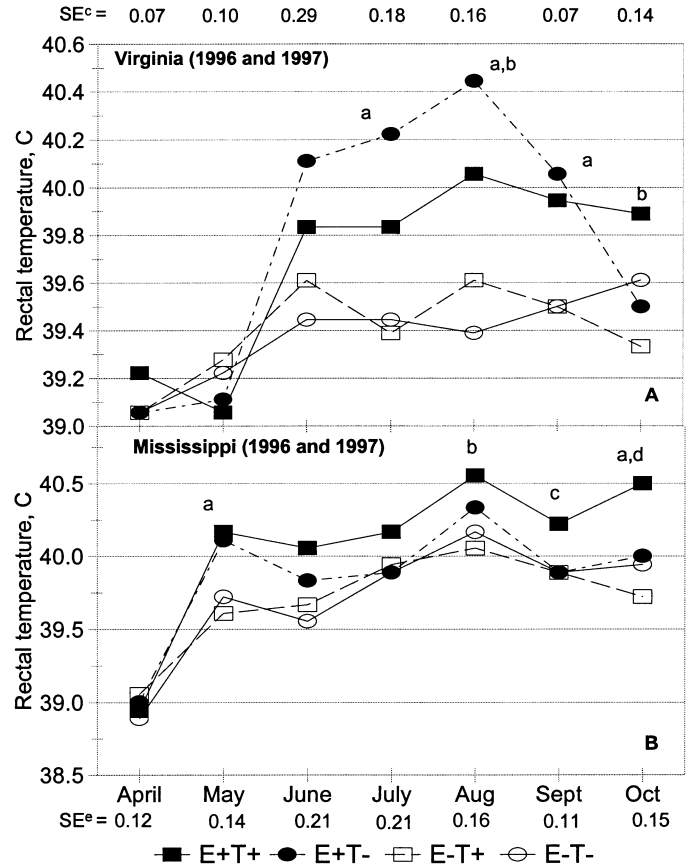 SEᶜ = 0.07 0.10 0.29 0.18 0.16 0.07 0.14
40.6
Virginia (1996 and 1997)
a,b
40.4
a
40.2
a
40.0
b
39.8
39.6
39.4
39.2
A
39.0
Rectal temperature, C
Mississippi (1996 and 1997)
b
a,d
40.5
c
a
40.0
39.5
39.0
B
38.5
Rectal temperature, C
April May June July Aug Sept Oct
SEᵉ = 0.12 0.14 0.21 0.21 0.16 0.11 0.15
E+T+ E+T- E-T+ E-T-